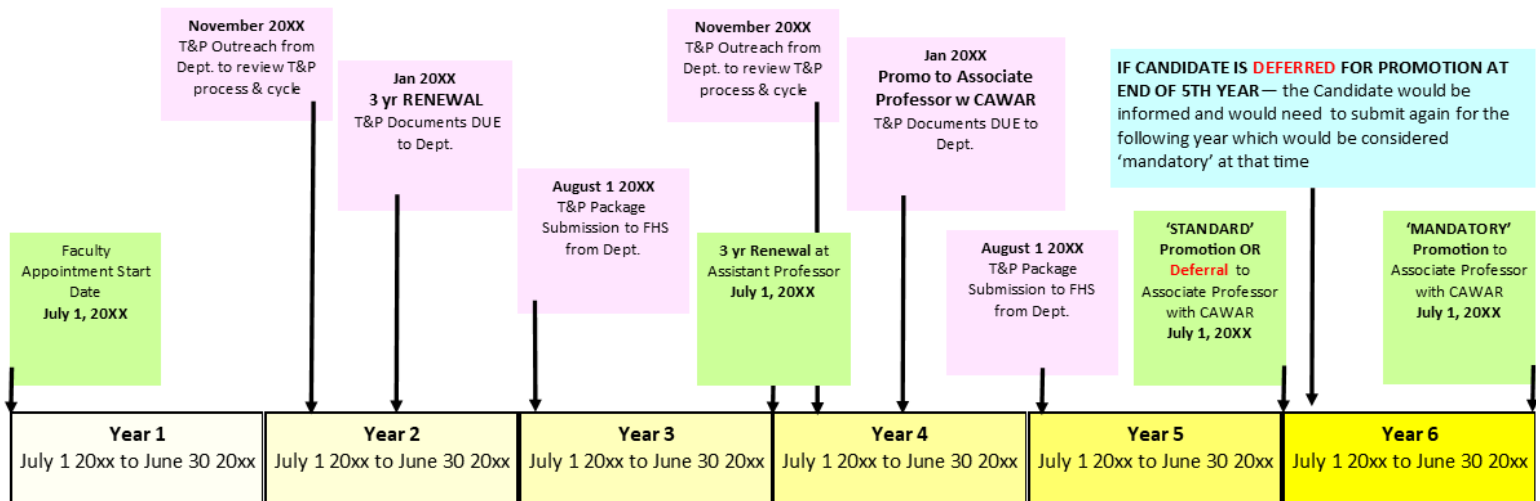 November 20XX
T&P Outreach from
Dept. to review T&P
process & cycle
Jan 20XX
3 yr RENEWAL
T&P Documents DUE
to Dept.
November 20XX
T&P Outreach from
Dept. to review T&P
process & cycle
Jan 20XX
Promo to Associate
Professor w CAWAR
T&P Documents DUE to
Dept.
IF CANDIDATE IS DEFERRED FOR PROMOTION AT
END OF 5TH YEAR— the Candidate would be
informed and would need  to submit again for the
following year which would be considered
‘mandatory’ at that time
Faculty
Appointment Start
Date
July 1, 20XX
August 1 20XX
T&P Package
Submission to FHS
from Dept.
3 yr Renewal at
Assistant Professor
July 1, 20XX
August 1 20XX
T&P Package
Submission to FHS
from Dept.
‘STANDARD’
Promotion OR
Deferral to
Associate Professor
with CAWAR
July 1, 20XX
‘MANDATORY’
Promotion to
Associate Professor
with CAWAR
July 1, 20XX
Year 1
July 1 20xx to June 30 20xx
Year 2
July 1 20xx to June 30 20xx
Year 3
July 1 20xx to June 30 20xx
Year 4
July 1 20xx to June 30 20xx
Year 5
July 1 20xx to June 30 20xx
Year 6
July 1 20xx to June 30 20xx